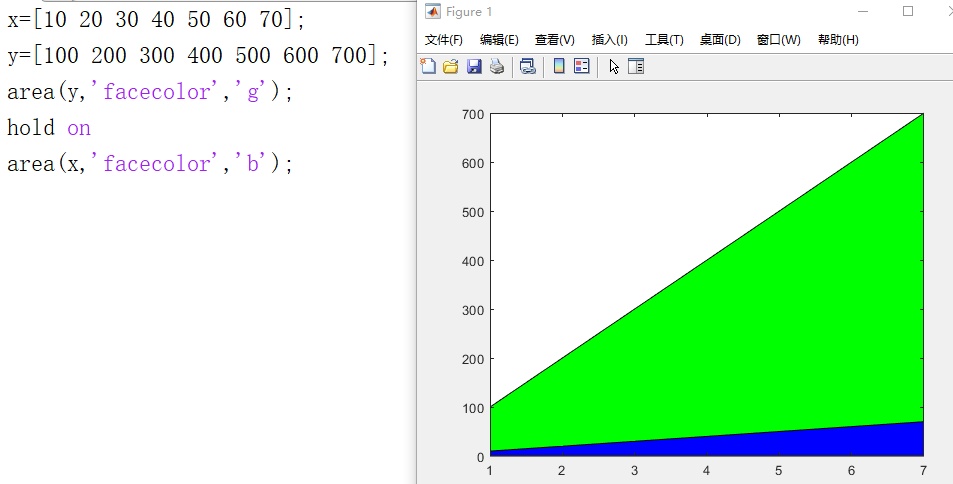 x=[10 20 30 40 50 60 70];
y=[100 200 300 400 500 600 700];
area(y,'facecolor','g');
hold on
area(x,'facecolor','b');
Figure 1
文件(F) 编辑(E) 查看(V) 插入(I) 工具(T) 桌面(D) 窗口(W) 帮助(H)
700
600
500
400
300
200
100
0
1 2 3 4 5 6 7